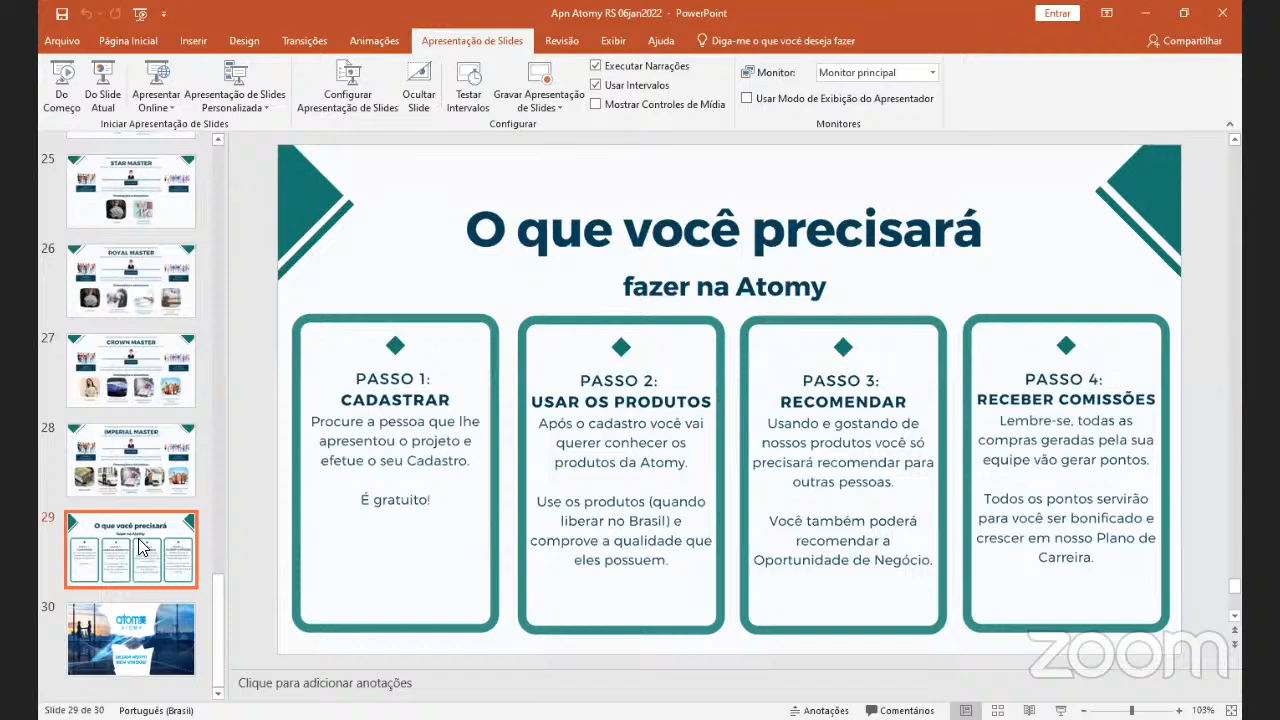 Apn Atomy RS 06jan2022 - PowerPoint
Entrar
Arquivo Página Inicial Inserir Design Transições Animações Apresentação de Slides Revisão Exibir Ajuda Diga-me o que você deseja fazer Compartilhar
Do Começo
Do Slide Atual
Apresentar Online
Apresentação de Slides Personalizada
Configurar Apresentação de Slides
Ocultar Slide
Testar Intervalos
Gravar Apresentação de Slides
Executar Narrações
Usar Intervalos
Mostrar Controles de Mídia
Monitor: Monitor principal
Usar Modo de Exibição do Apresentador
Iniciar Apresentação de Slides
Configurar
Monitores
25
STAR MASTER
26
ROYAL MASTER
27
CROWN MASTER
28
IMPERIAL MASTER
29
O que você precisará
fazer na Atomy
30
atom
SEJAM MUITO
BEM VINDOS!
O que você precisará
fazer na Atomy
PASSO 1:
CADASTRAR
Procure a pessoa que lhe
apresentou o projeto e
efetue o seu Cadastro.
É gratuito!
PASSO 2:
USAR OS PRODUTOS
Após o cadastro você vai
querer conhecer os
produtos da Atomy.
Use os produtos (quando
liberar no Brasil) e
comprove a qualidade que
eles possuem.
PASSO 3:
RECOMENDAR
Usando e gostando de
nossos produtos você só
precisará recomendar para
outras pessoas.
Você também poderá
recomendar a
Oportunidade de Negócio.
PASSO 4:
RECEBER COMISSÕES
Lembre-se, todas as
compras geradas pela sua
equipe vão gerar pontos.
Todos os pontos servirão
para você ser bonificado e
crescer em nosso Plano de
Carreira.
zoom
Clique para adicionar anotações
Slide 29 de 30 Português (Brasil) Anotações Comentários 103%